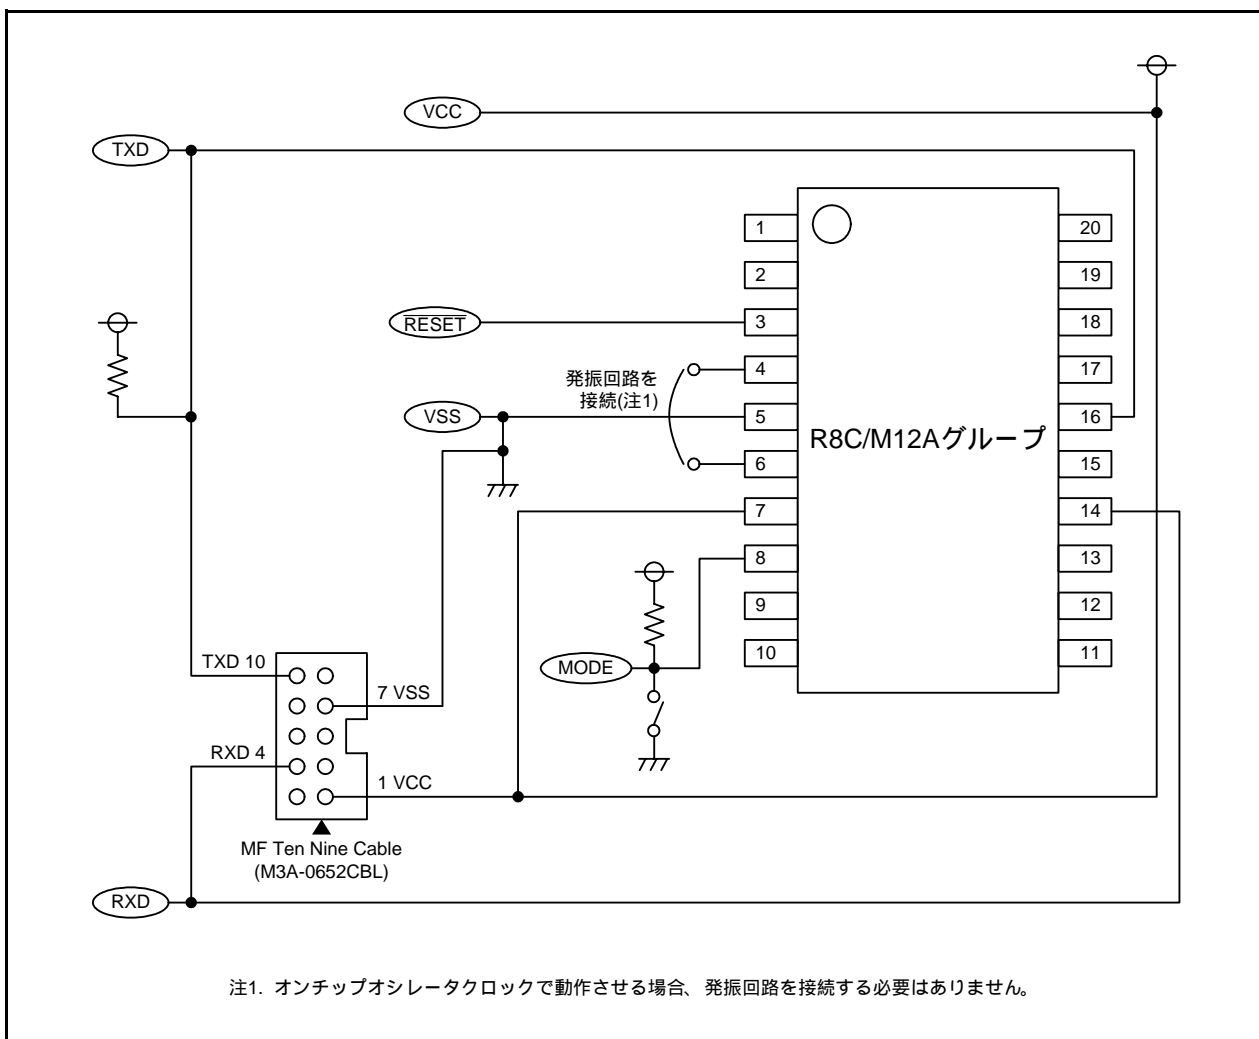 VCC
TXD
1
20
2
19
RESET
3
18
発振回路を
接続(注1)
4
17
VSS
5
16
R8C/M12Aグループ
6
15
7
14
8
13
9
12
MODE
10
11
TXD 10
7 VSS
RXD 4
1 VCC
MF Ten Nine Cable
(M3A-0652CBL)
RXD
注1. オンチップオシレータクロックで動作させる場合、発振回路を接続する必要はありません。